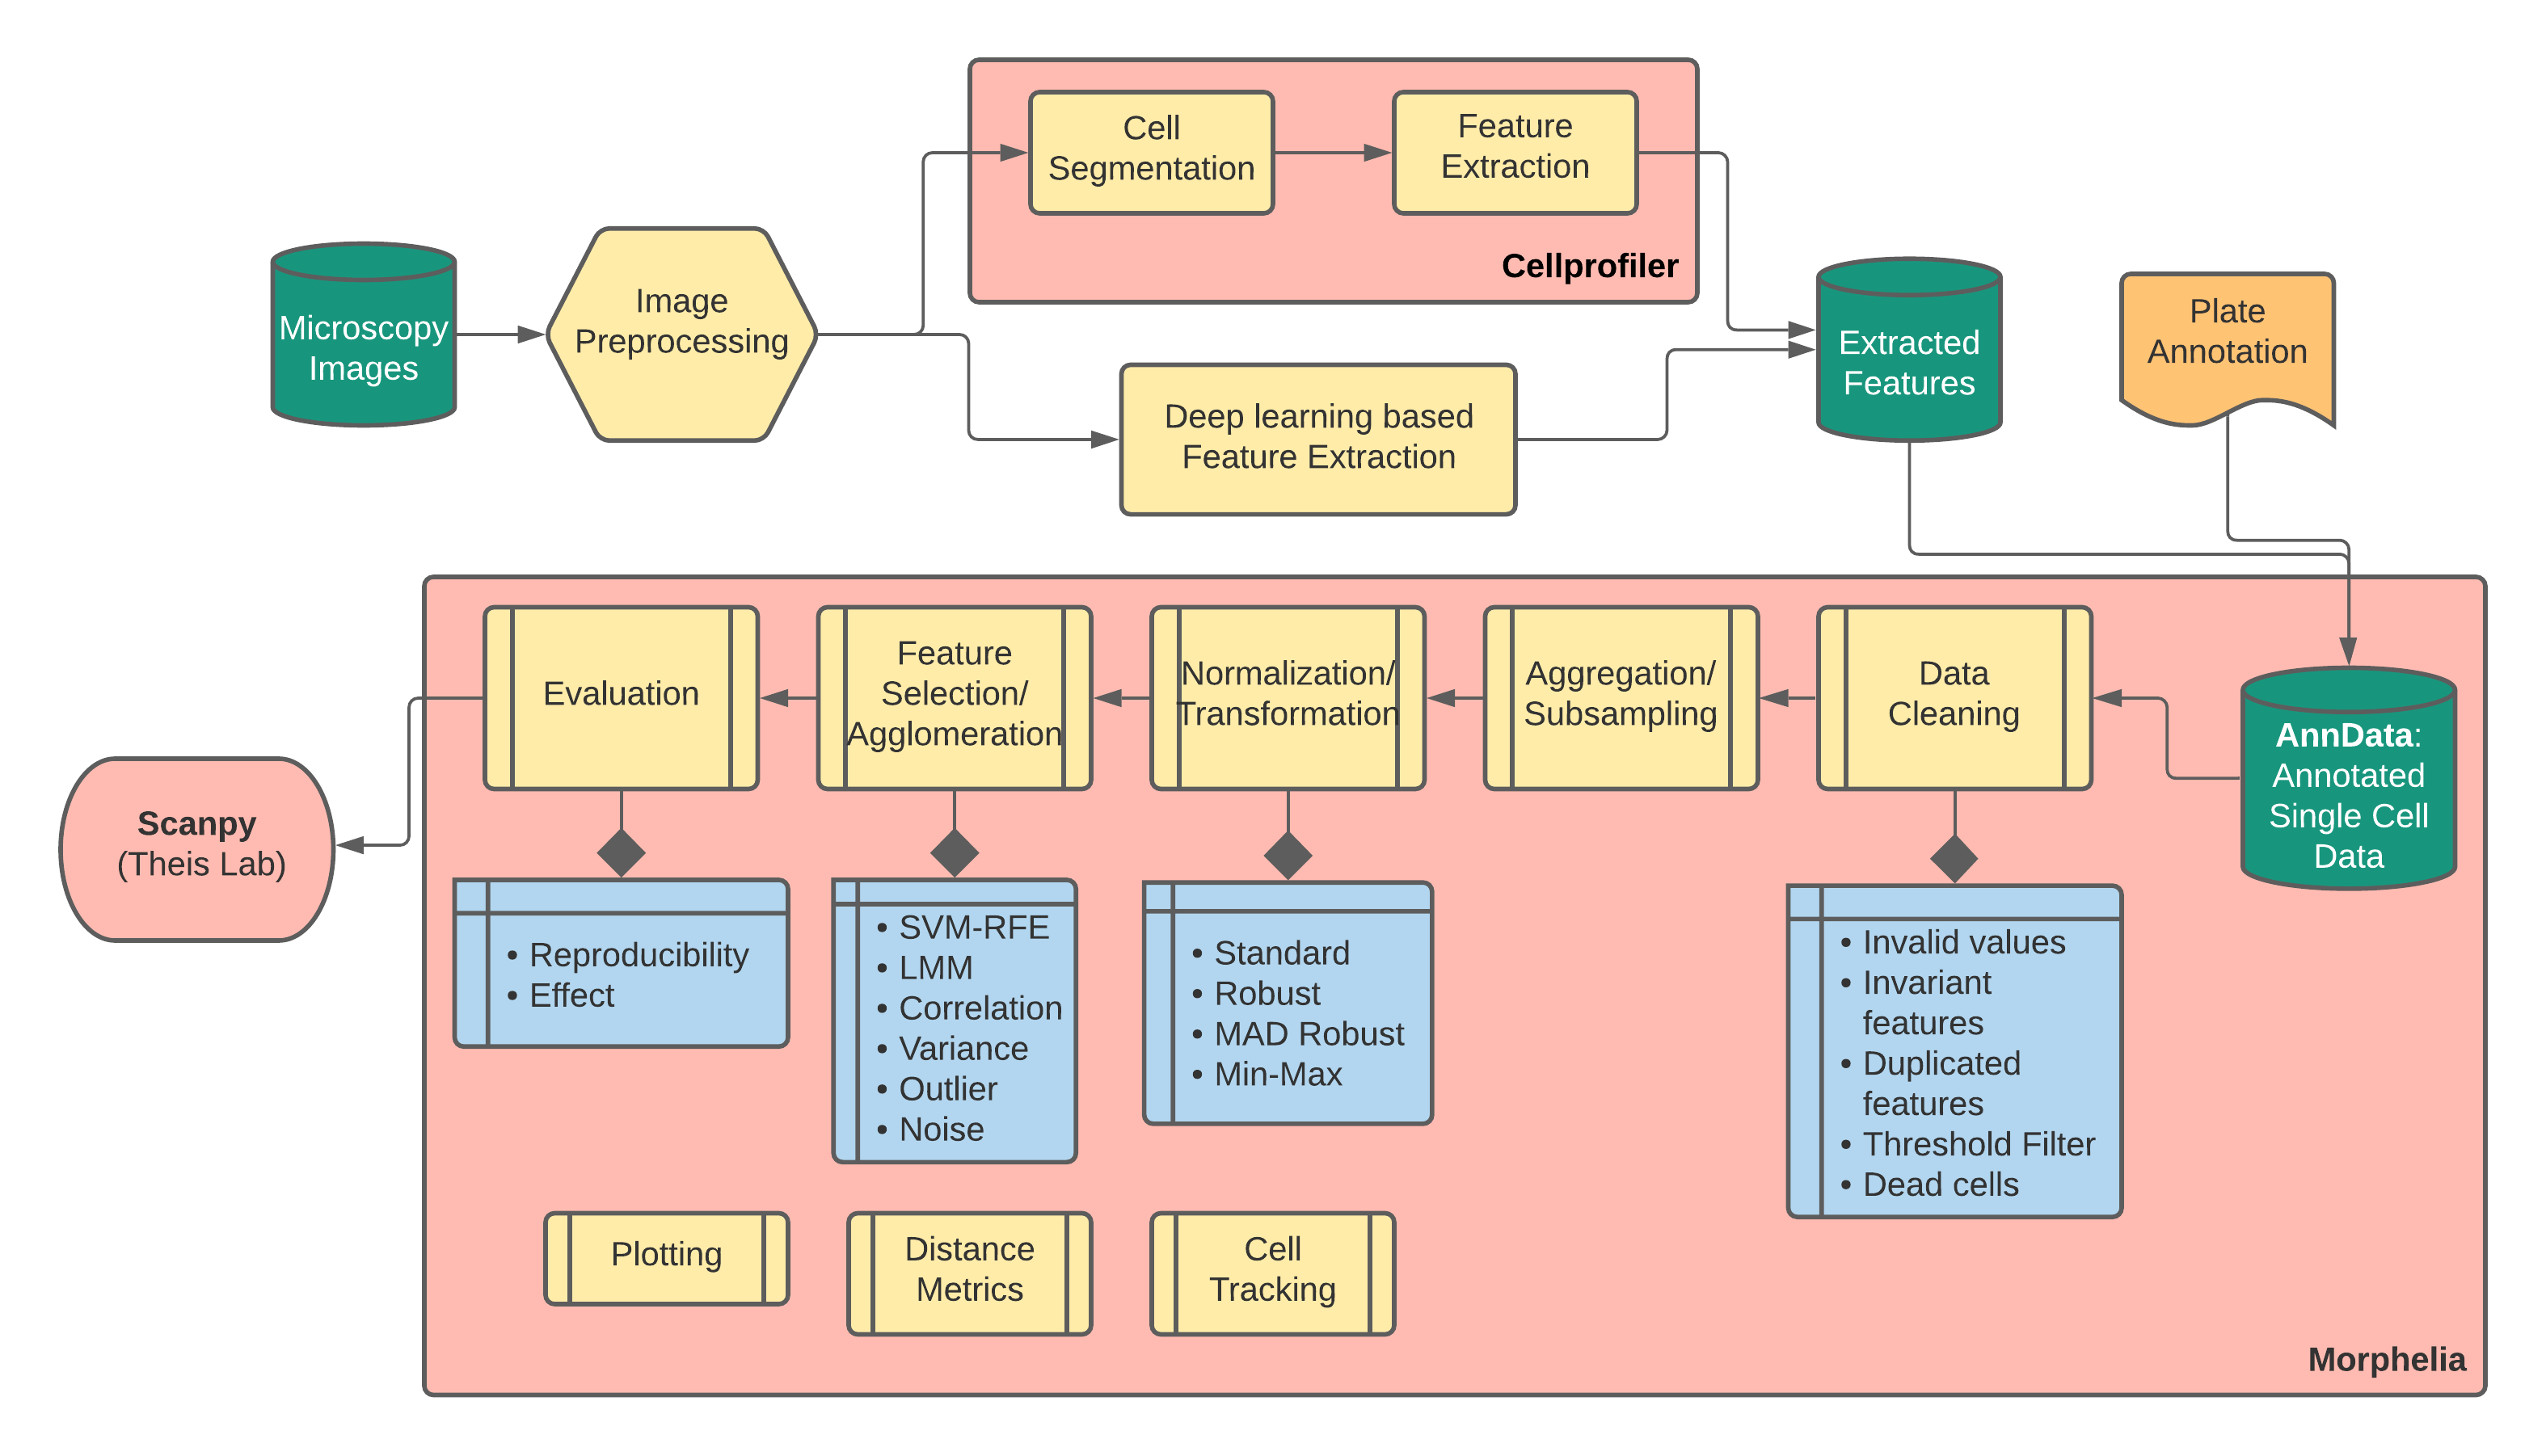 Cell
Segmentation
Feature
Extraction
Cellprofiler
Microscopy
Images
Image
Preprocessing
Deep learning based
Feature Extraction
Extracted
Features
Plate
Annotation
Evaluation
Feature
Selection/
Agglomeration
Normalization/
Transformation
Aggregation/
Subsampling
Data
Cleaning
AnnData:
Annotated
Single Cell
Data
Scanpy
(Theis Lab)
• Reproducibility
• Effect
• SVM-RFE
• LMM
• Correlation
• Variance
• Outlier
• Noise
• Standard
• Robust
• MAD Robust
• Min-Max
• Invalid values
• Invariant
features
• Duplicated
features
• Threshold Filter
• Dead cells
Plotting
Distance
Metrics
Cell
Tracking
Morphelia